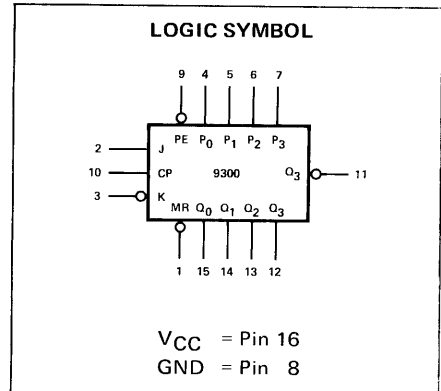 LOGIC SYMBOL
9 4 5 6 7
PE P0 P1 P2 P3
2 J
10 CP 9300 Q3 11
3 K
MR Q0 Q1 Q2 Q3
1 15 14 13 12
VCC = Pin 16
GND = Pin 8